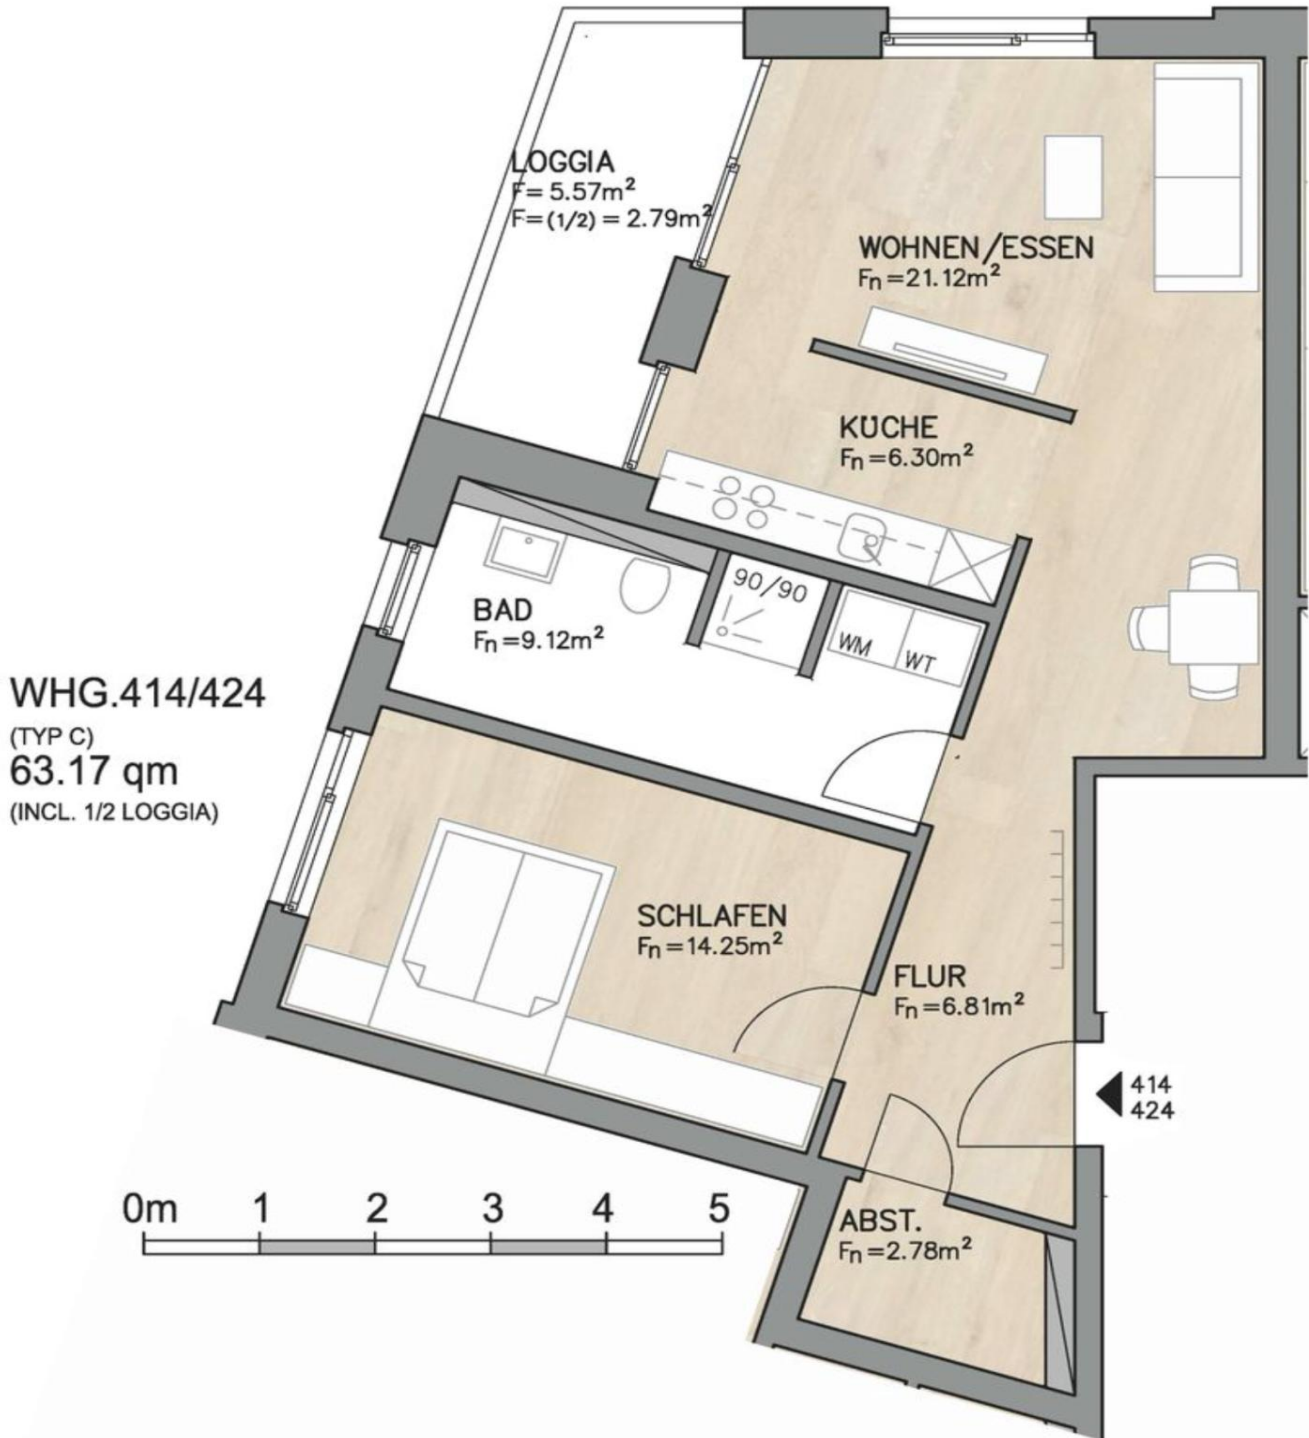 LOGGIA
F= 5.57m²
F=(1/2) = 2.79m²
WOHNEN/ESSEN
Fn=21.12m²
KÜCHE
Fn=6.30m²
90/90
BAD
Fn=9.12m²
WM
WT
WHG.414/424
(TYP C)
63.17 qm
(INCL. 1/2 LOGGIA)
SCHLAFEN
Fn=14.25m²
FLUR
Fn=6.81m²
414
424
0m 1 2 3 4 5
ABST.
Fn=2.78m²